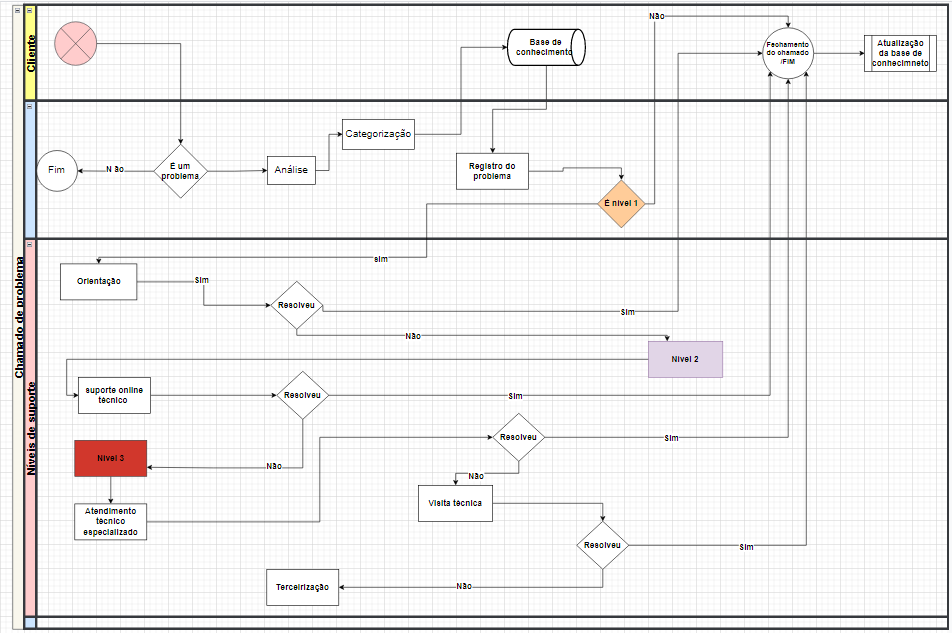 Chamado de problema
Cliente
Níveis de suporte
Não
Base de
conhecimento
Fechamento
do chamado
/FIM
Atualização
da base de
conhecimneto
Categorização
Fim
N ão
É um
problema
Análise
Registro do
problema
É nivel 1
sim
Orientação
Sim
Resolveu
Sim
Não
Nivel 2
suporte online
técnico
Resolveu
Sim
Resolveu
Sim
Nivel 3
Não
Não
Visita técnica
Atendimento
técnico
especializado
Resolveu
Sim
Terceirização
Não